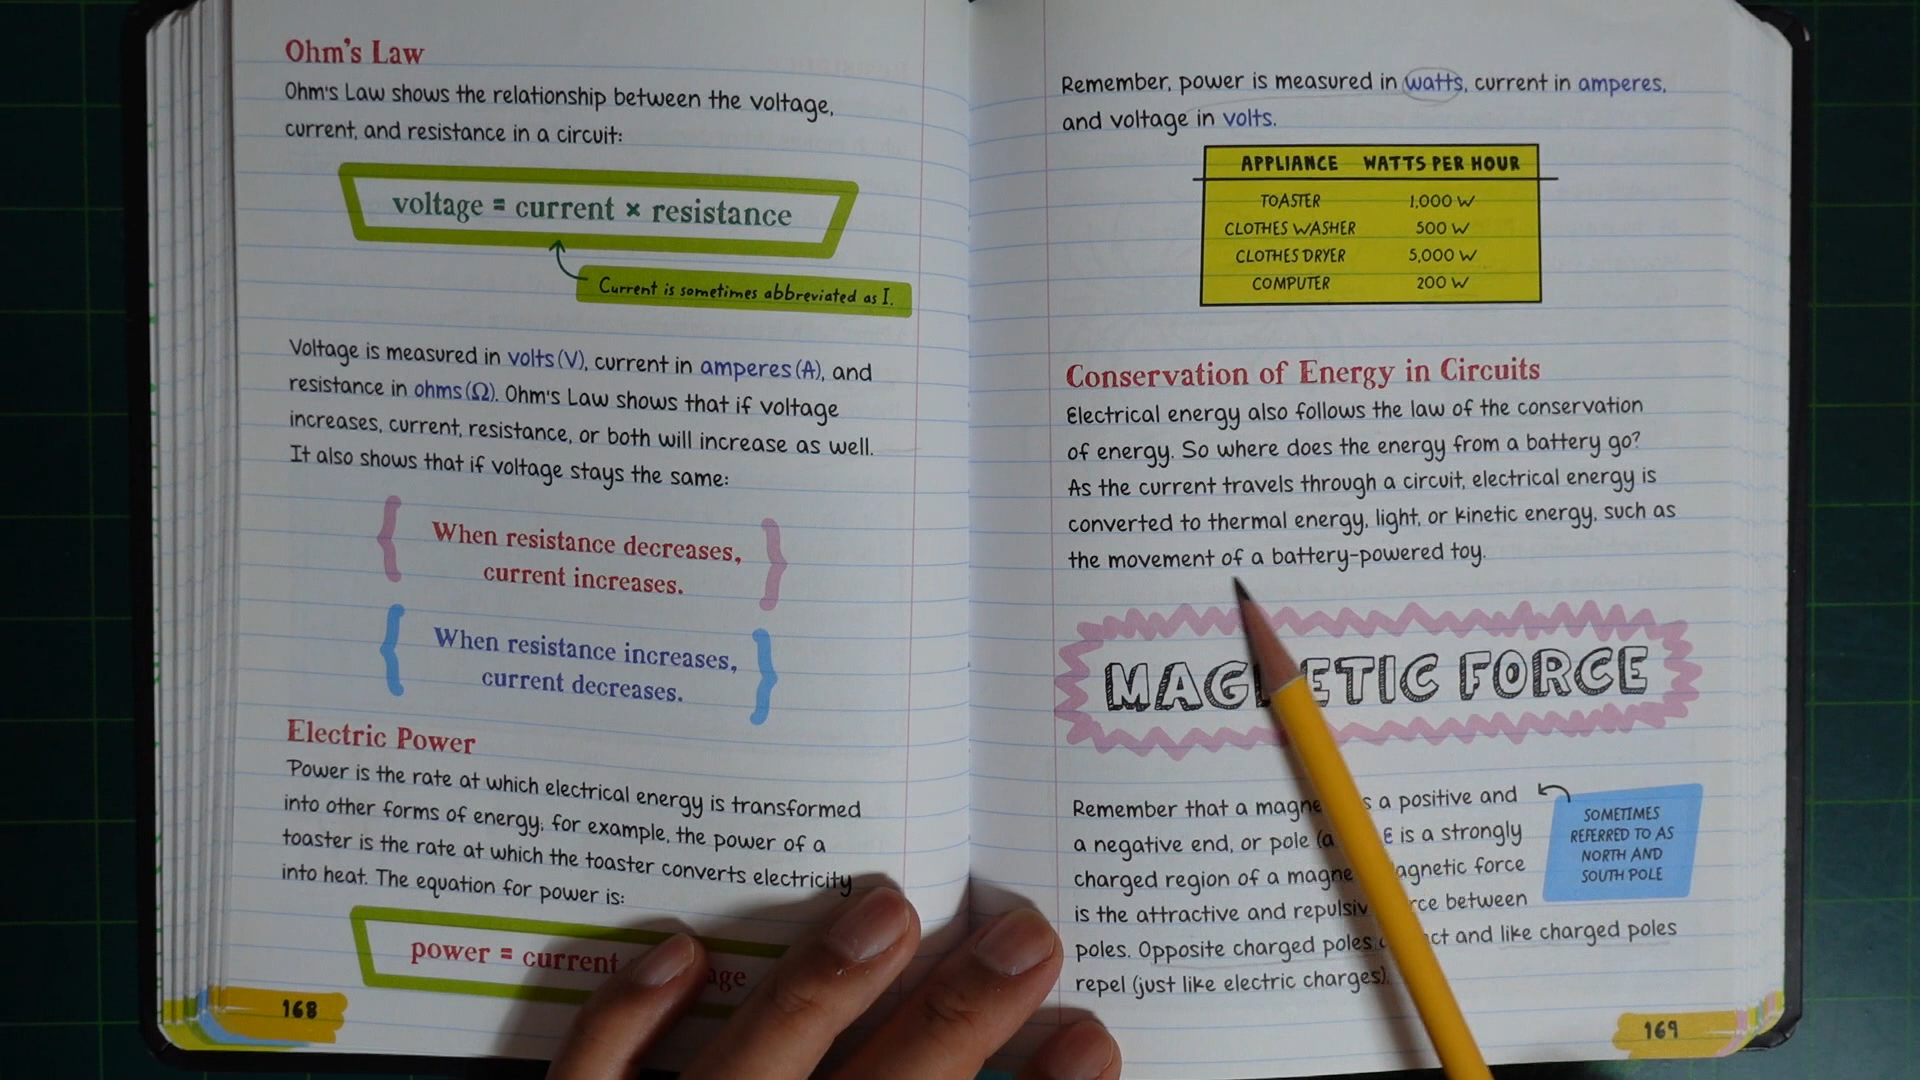 Ohm's Law
Ohm's Law shows the relationship between the voltage,
current, and resistance in a circuit:
voltage = current × resistance
Current is sometimes abbreviated as I.
Voltage is measured in volts (V), current in amperes (A), and
resistance in ohms (Ω). Ohm's Law shows that if voltage
increases, current, resistance, or both will increase as well.
It also shows that if voltage stays the same:
When resistance decreases,
current increases.
When resistance increases,
current decreases.
Electric Power
Power is the rate at which electrical energy is transformed
into other forms of energy; for example, the power of a
toaster is the rate at which the toaster converts electricity
into heat. The equation for power is:
power = current
168
Remember, power is measured in watts, current in amperes,
and voltage in volts.
APPLIANCE WATTS PER HOUR
TOASTER 1,000 W
CLOTHES WASHER 500 W
CLOTHES DRYER 5,000 W
COMPUTER 200 W
Conservation of Energy in Circuits
Electrical energy also follows the law of the conservation
of energy. So where does the energy from a battery go?
As the current travels through a circuit, electrical energy is
converted to thermal energy, light, or kinetic energy, such as
the movement of a battery-powered toy.
MAGNETIC FORCE
Remember that a a positive and
a negative end, or pole is a strongly
charged region of a magnetic force
is the attractive and between
poles. Opposite charged poles and like charged poles
repel (just like electric charges).
SOMETIMES
REFERRED TO AS
NORTH AND
SOUTH POLE
169